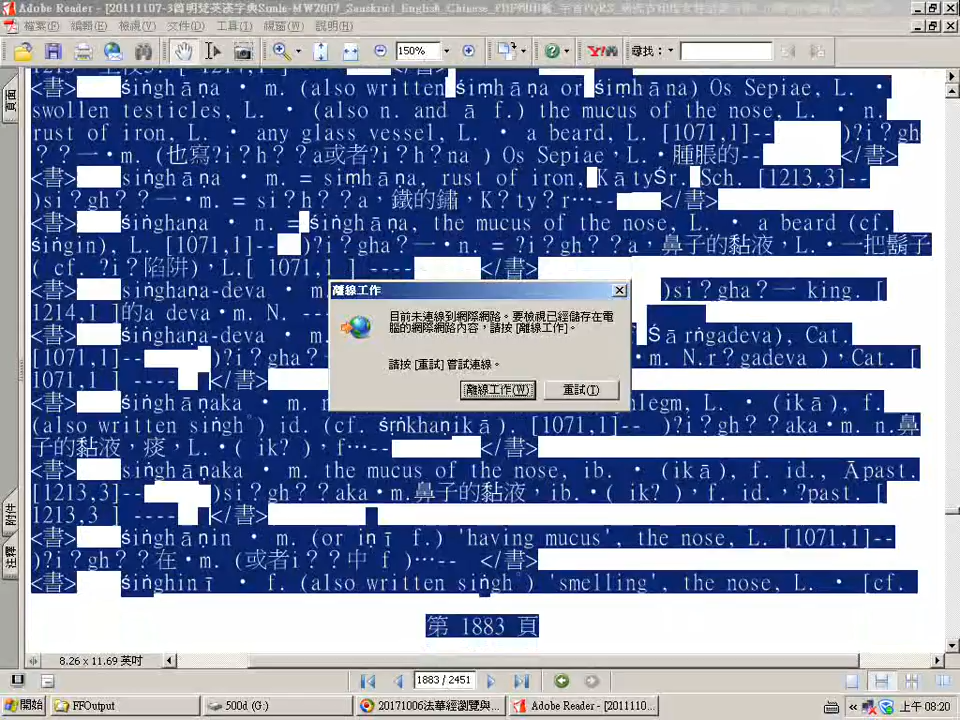 Adobe Reader - [20111107-3簡明梵英漢字典Sunle-MW2007_Sanskrit_English_Chinese
檔案(F) 編輯(E) 檢視(V) 文件(D) 工具(T) 視窗(W) 說明(H)
150% 尋找：
頁面
附件
注釋
<書> śiṅghāṇa ‧ m. (also written śiṃhāṇa or śiṃhāna) Os Sepiae, L. ‧
swollen testicles, L. ‧ (also n. and ā f.) the mucus of the nose, L. ‧ n.
rust of iron, L. ‧ any glass vessel, L. ‧ a beard, L. [1071,1]-- )?i？gh
？？一‧m. (也寫?i？h？？a或者?i？h？na ) Os Sepiae，L.‧腫脹的-- </書>
<書> siṅghāṇa ‧ m. = siṃhāṇa, rust of iron, KātyŚr. Sch. [1213,3]--
)si？gh？？一‧m. = si？h？？a，鐵的鏽，K？ty？r…-- </書>
<書> śiṅghaṇa ‧ n. = śiṅghāṇa, the mucus of the nose, L. ‧ a beard (cf.
śiṅgin), L. [1071,1]-- )?i？gha？一‧n. = ?i？gh？？a，鼻子的黏液，L.‧一把鬍子
( cf. ?i？陷阱)，L.[ 1071,1 ] ---- </書>
<書> siṅghaṇa-deva ‧ m. )si？gha？一 king. [
1214,1 ]的a deva‧m. N. --- </書>
Śārṅgadeva), Cat.
[1071,1]-- )?i？gha？ ‧m. N.r？gadeva )，Cat. [
1071,1 ] ---- </書>
<書> śiṅghāṇaka ‧ m. phlegm, L. ‧ (ikā), f.
(also written siṅgh°) id. (cf. śṛṅkhaṇikā). [1071,1]-- )?i？gh？？aka‧m. n.鼻
子的黏液，痰，L.‧( ik? )，f…-- </書>
<書> siṅghāṇaka ‧ m. the mucus of the nose, ib. ‧ (ikā), f. id., Āpast.
[1213,3]-- )si？gh？？aka‧m.鼻子的黏液，ib.‧( ik? )，f. id.，?past. [
1213,3 ] ---- </書>
<書> śiṅghāṇin ‧ m. (or iṇī f.) 'having mucus', the nose, L. [1071,1]--
)?i？gh？？在‧m. (或者i？？中 f )…-- </書>
<書> śiṅghinī ‧ f. (also written siṅgh°) 'smelling', the nose, L. ‧ [cf.
第 1883 頁
離線工作
目前未連線到網際網路。要檢視已經儲存在電
腦的網際網路內容，請按 [離線工作]。
請按 [重試] 嘗試連線。
離線工作(W) 重試(T)
8.26 x 11.69 英吋
1883 / 2451
開始 FFOutput 500d (G:) 20171006法華經瀏覽與... Adobe Reader - [2011110... 上午 08:20